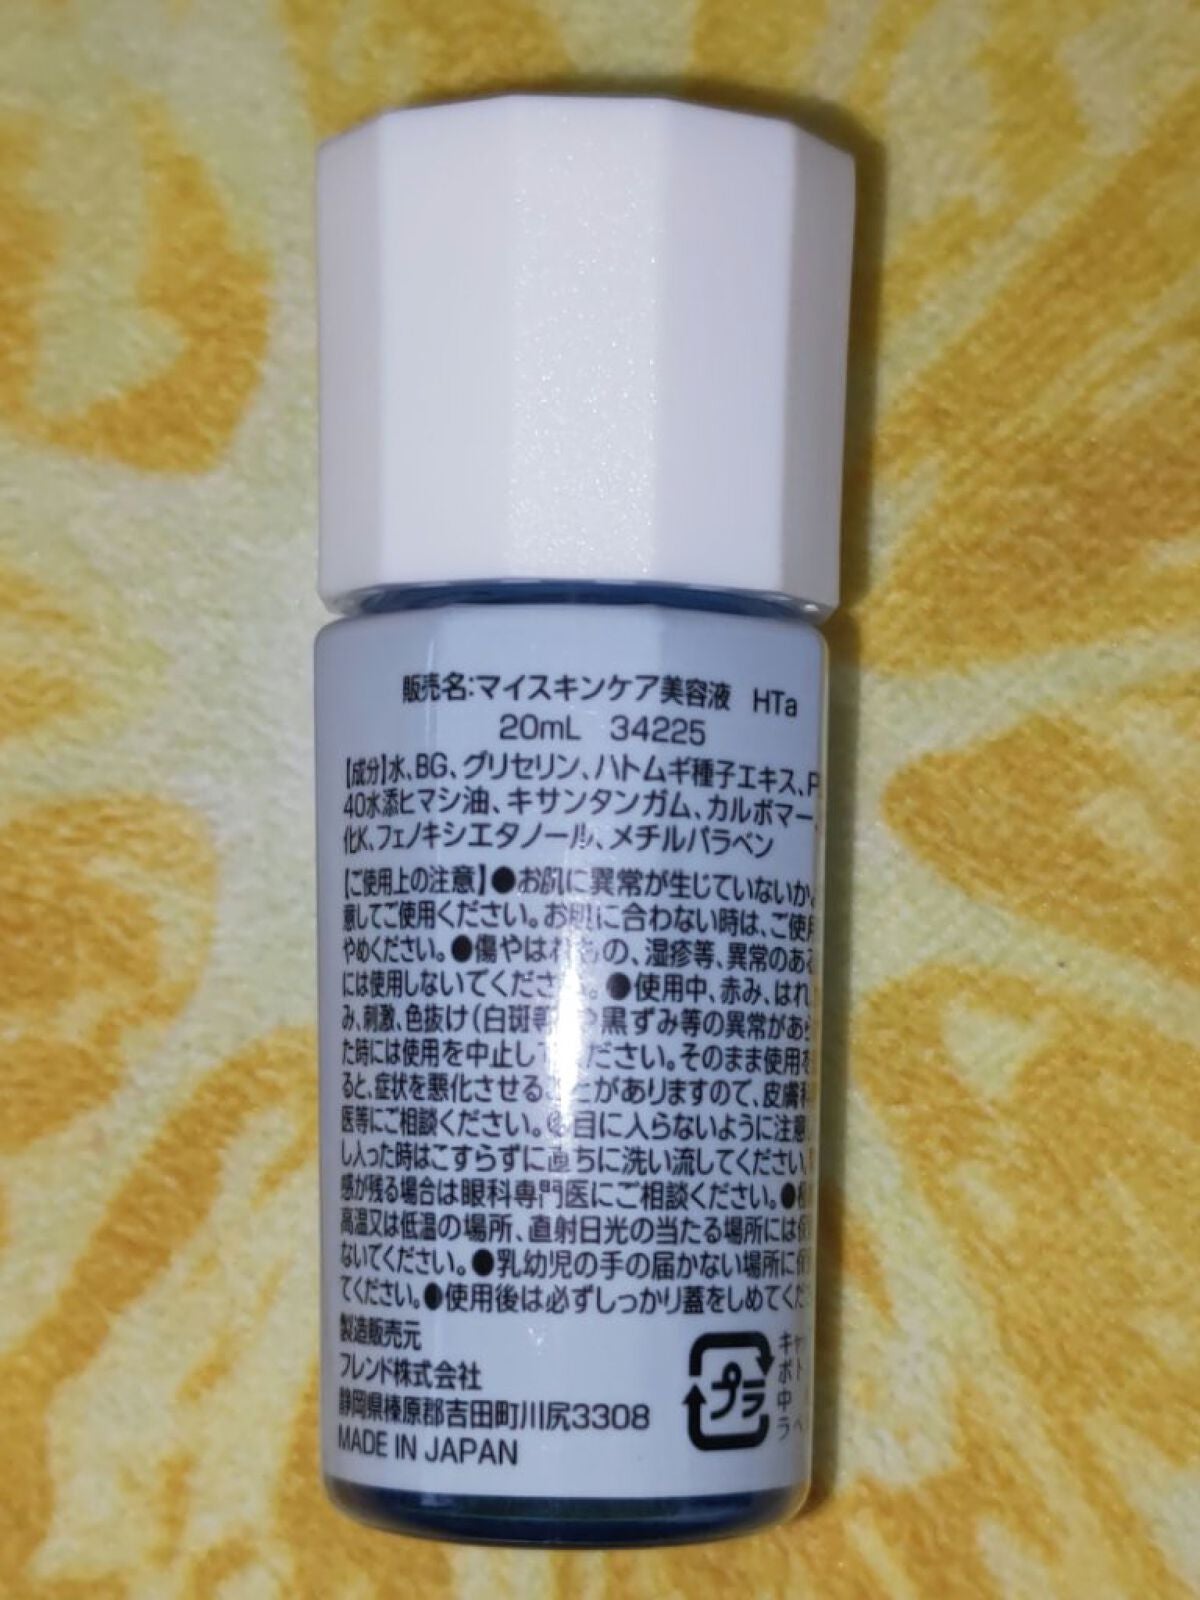 販売名:マイスキンケア美容液 HTa
20mL 34225
【成分】水、BG、グリセリン、ハトムギ種子エキス、P
40水添ヒマシ油、キサンタンガム、カルボマー、
化K、フェノキシエタノール、メチルパラベン
【ご使用上の注意】●お肌に異常が生じていないかよ
意してご使用ください。お肌に合わない時は、ご使用
やめください。●傷やはれもの、湿疹等、異常のある
には使用しないでください。●使用中、赤み、はれ、
み、刺激、色抜け(白斑等)や黒ずみ等の異常があら
た時には使用を中止してください。そのまま使用を
ると、症状を悪化させることがありますので、皮膚科
医等にご相談ください。●目に入らないように注意し
し入った時はこすらずに直ちに洗い流してください。
感が残る場合は眼科専門医にご相談ください。●極
高温又は低温の場所、直射日光の当たる場所には保
ないでください。●乳幼児の手の届かない場所に保
てください。●使用後は必ずしっかり蓋をしめてくだ
製造販売元
フレンド株式会社
静岡県榛原郡吉田町川尻3308
MADE IN JAPAN
プラ
キャ
ボト
中
ラベ